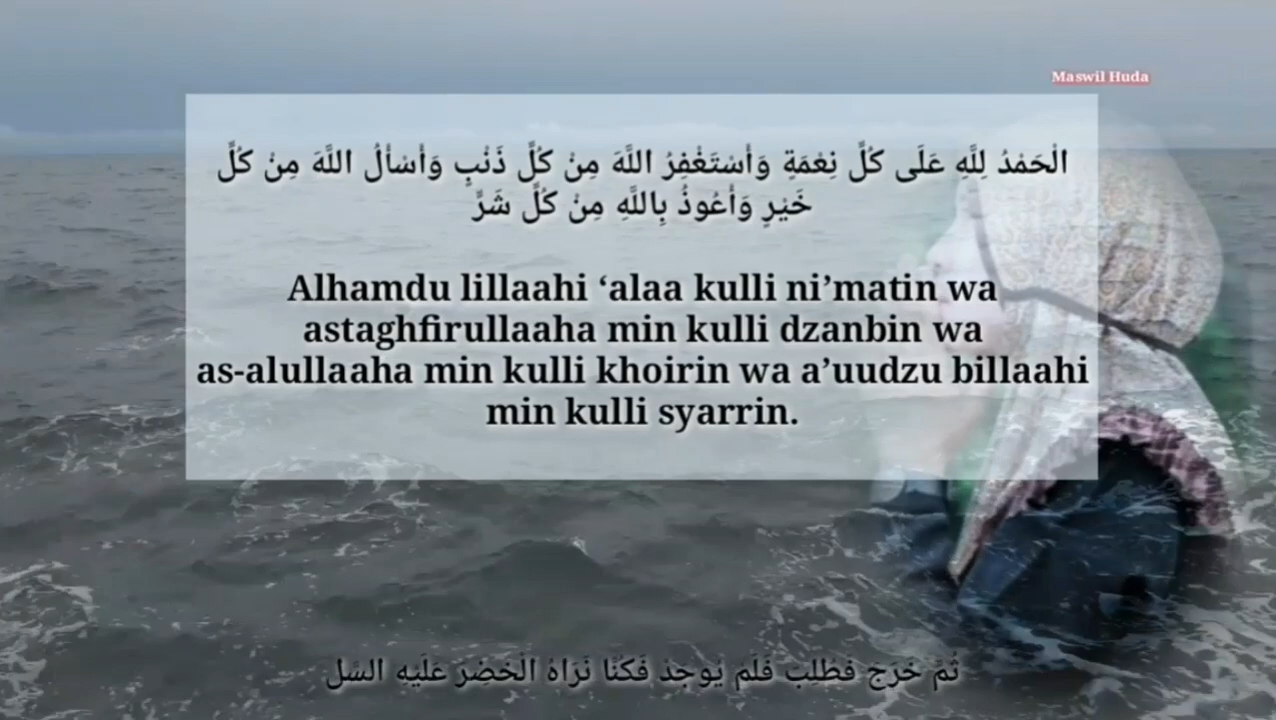 Maswil Huda
الْحَمْدُ لِلَّهِ عَلَى كُلِّ نِعْمَةٍ وَأَسْتَغْفِرُ اللَّهَ مِنْ كُلِّ ذَنْبٍ وَأَسْأَلُ اللَّهَ مِنْ كُلِّ
خَيْرٍ وَأَعُوذُ بِاللَّهِ مِنْ كُلِّ شَرٍّ
Alhamdu lillaahi ‘alaa kulli ni’matin wa
astaghfirullaaha min kulli dzanbin wa
as-alullaaha min kulli khoirin wa a’uudzu billaahi
min kulli syarrin.
ثُمَّ خَرَجَ فَطُلِبَ فَلَمْ يُوجَدْ فَكُنَّا نَرَاهُ الْخَضِرَ عَلَيْهِ السَّل